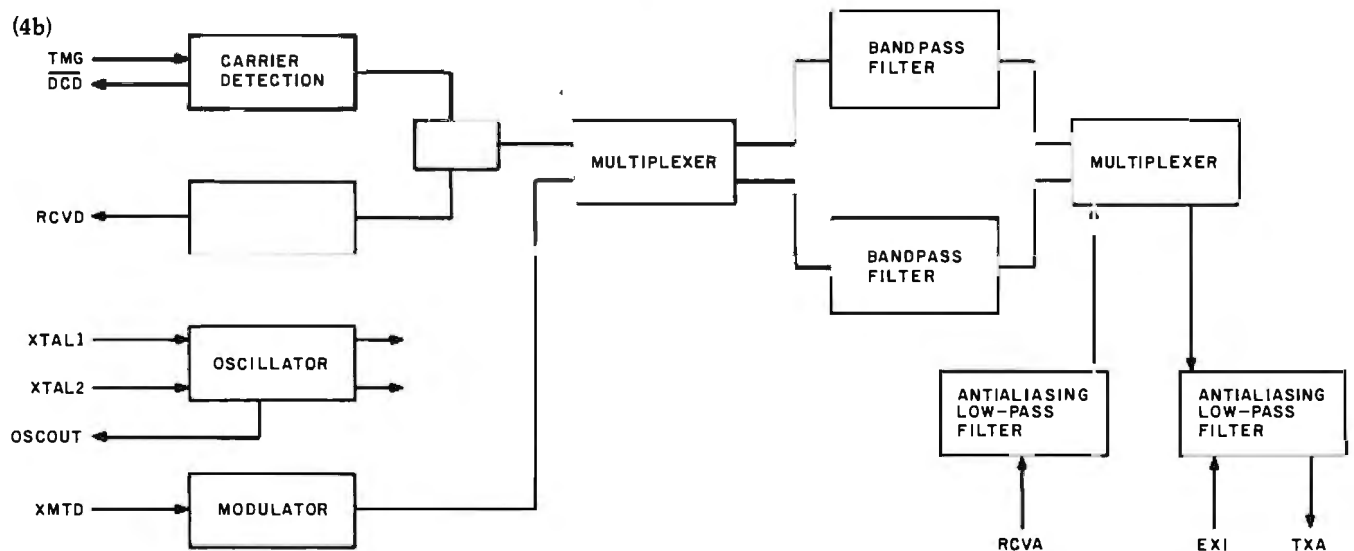 (4b)
TMG
DCD
CARRIER
DETECTION
RCVD
XTAL1
XTAL2
OSCILLATOR
OSCOUT
XMTD
MODULATOR
MULTIPLEXER
BANDPASS
FILTER
BANDPASS
FILTER
MULTIPLEXER
ANTIALIASING
LOW-PASS
FILTER
RCVA
ANTIALIASING
LOW-PASS
FILTER
EXI
TXA